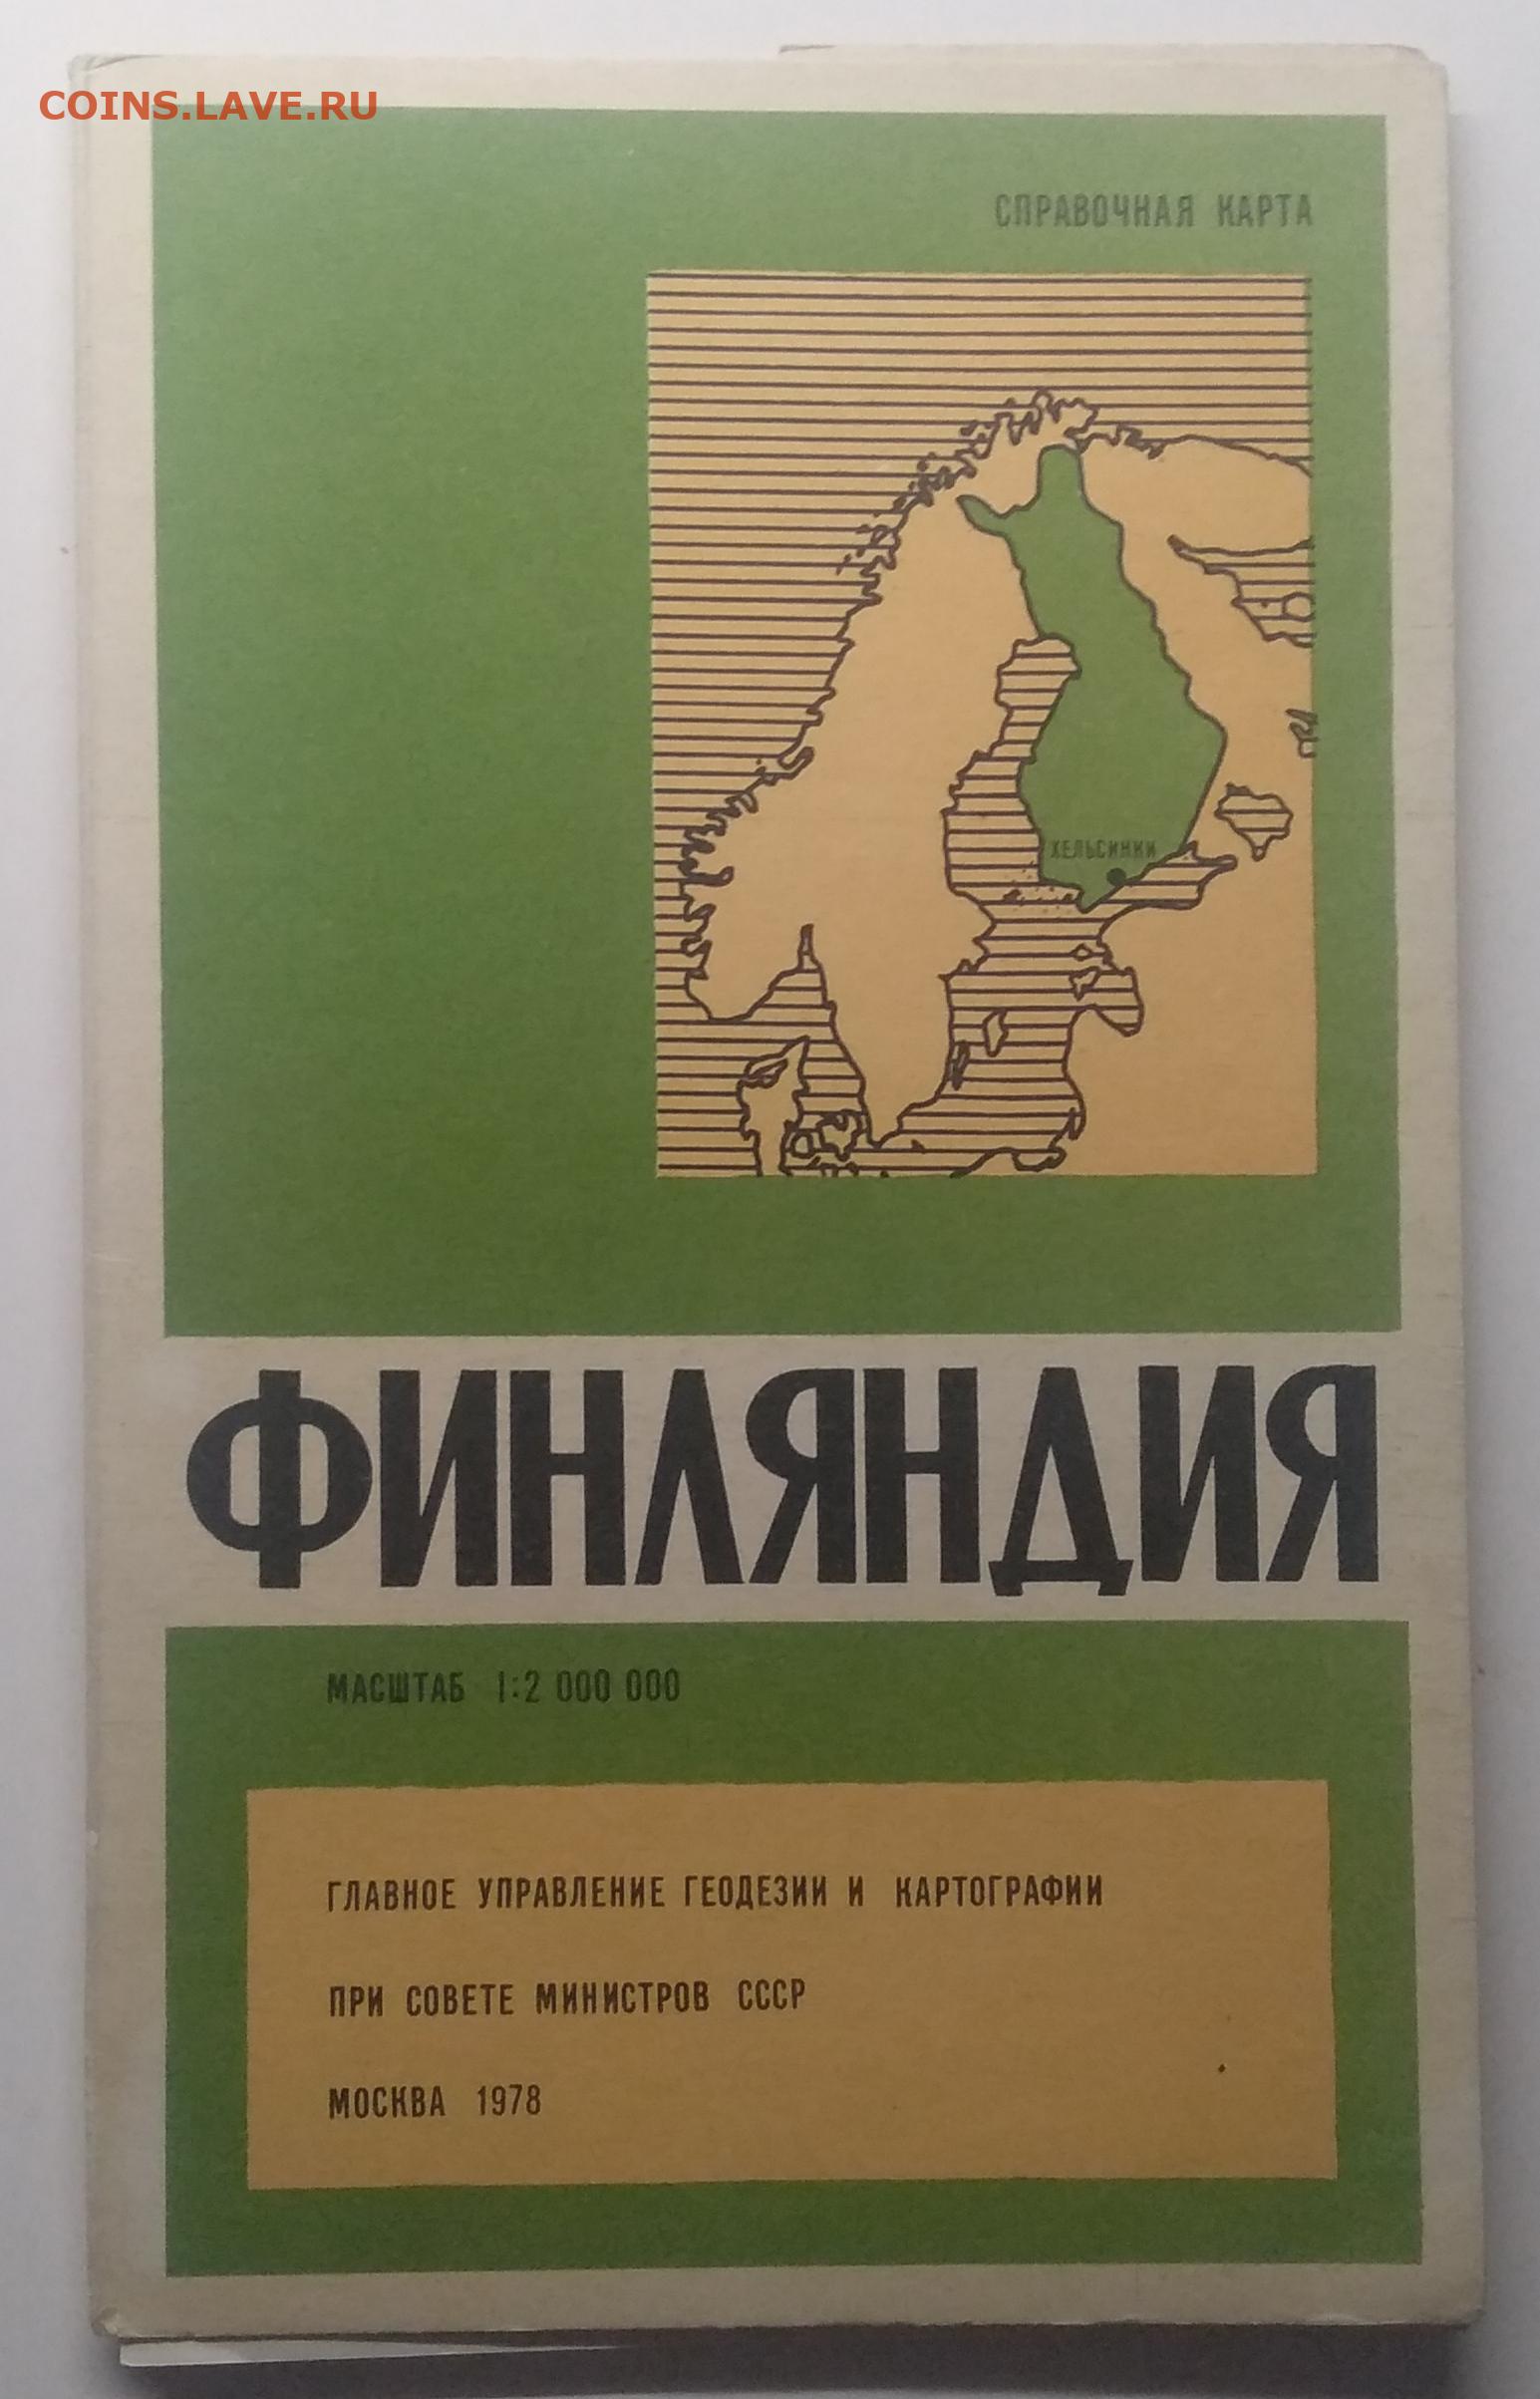 COINS.LAVE.RU
СПРАВОЧНАЯ КАРТА
ХЕЛЬСИНКИ
ФИНЛЯНДИЯ
МАСШТАБ 1:2 000 000
ГЛАВНОЕ УПРАВЛЕНИЕ ГЕОДЕЗИИ И КАРТОГРАФИИ
ПРИ СОВЕТЕ МИНИСТРОВ СССР
МОСКВА 1978